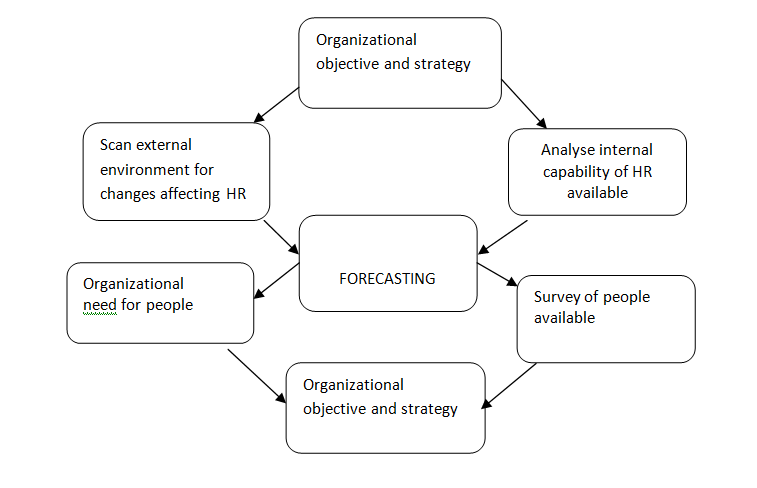 Organizational
objective and strategy
Scan external
environment for
changes affecting HR
Analyse internal
capability of HR
available
FORECASTING
Organizational
need for people
Survey of people
available
Organizational
objective and strategy